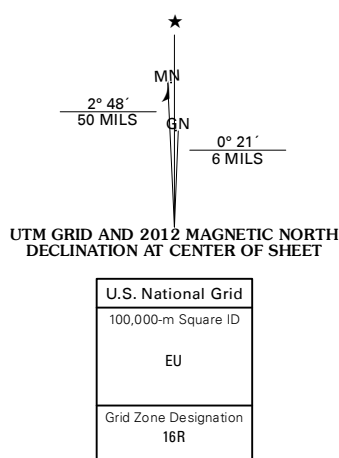 MN
2° 48´
50 MILS
GN
0° 21´
6 MILS
UTM GRID AND 2012 MAGNETIC NORTH
DECLINATION AT CENTER OF SHEET
U.S. National Grid
100,000-m Square ID
EU
Grid Zone Designation
16R